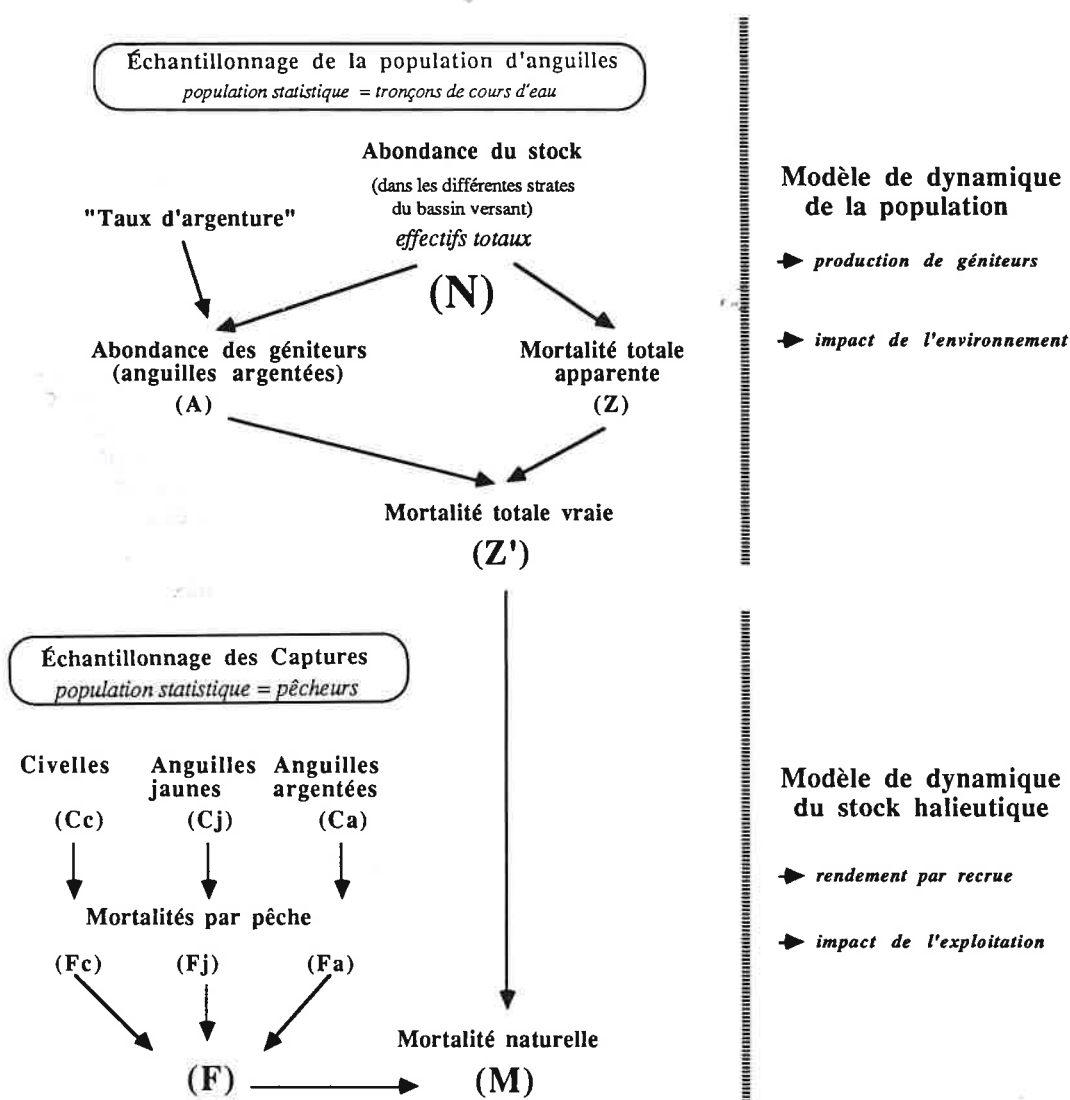 Échantillonnage de la population d'anguilles
population statistique = tronçons de cours d'eau
Abondance du stock
(dans les différentes strates
du bassin versant)
effectifs totaux
(N)
"Taux d'argenture"
Abondance des géniteurs
(anguilles argentées)
(A)
Mortalité totale
apparente
(Z)
Mortalité totale vraie
(Z')
Modèle de dynamique
de la population
production de géniteurs
impact de l'environnement
Échantillonnage des Captures
population statistique = pêcheurs
Civelles
(Cc)
Anguilles
jaunes
(Cj)
Anguilles
argentées
(Ca)
Mortalités par pêche
(Fc) (Fj) (Fa)
(F)
Mortalité naturelle
(M)
Modèle de dynamique
du stock halieutique
rendement par recrue
impact de l'exploitation